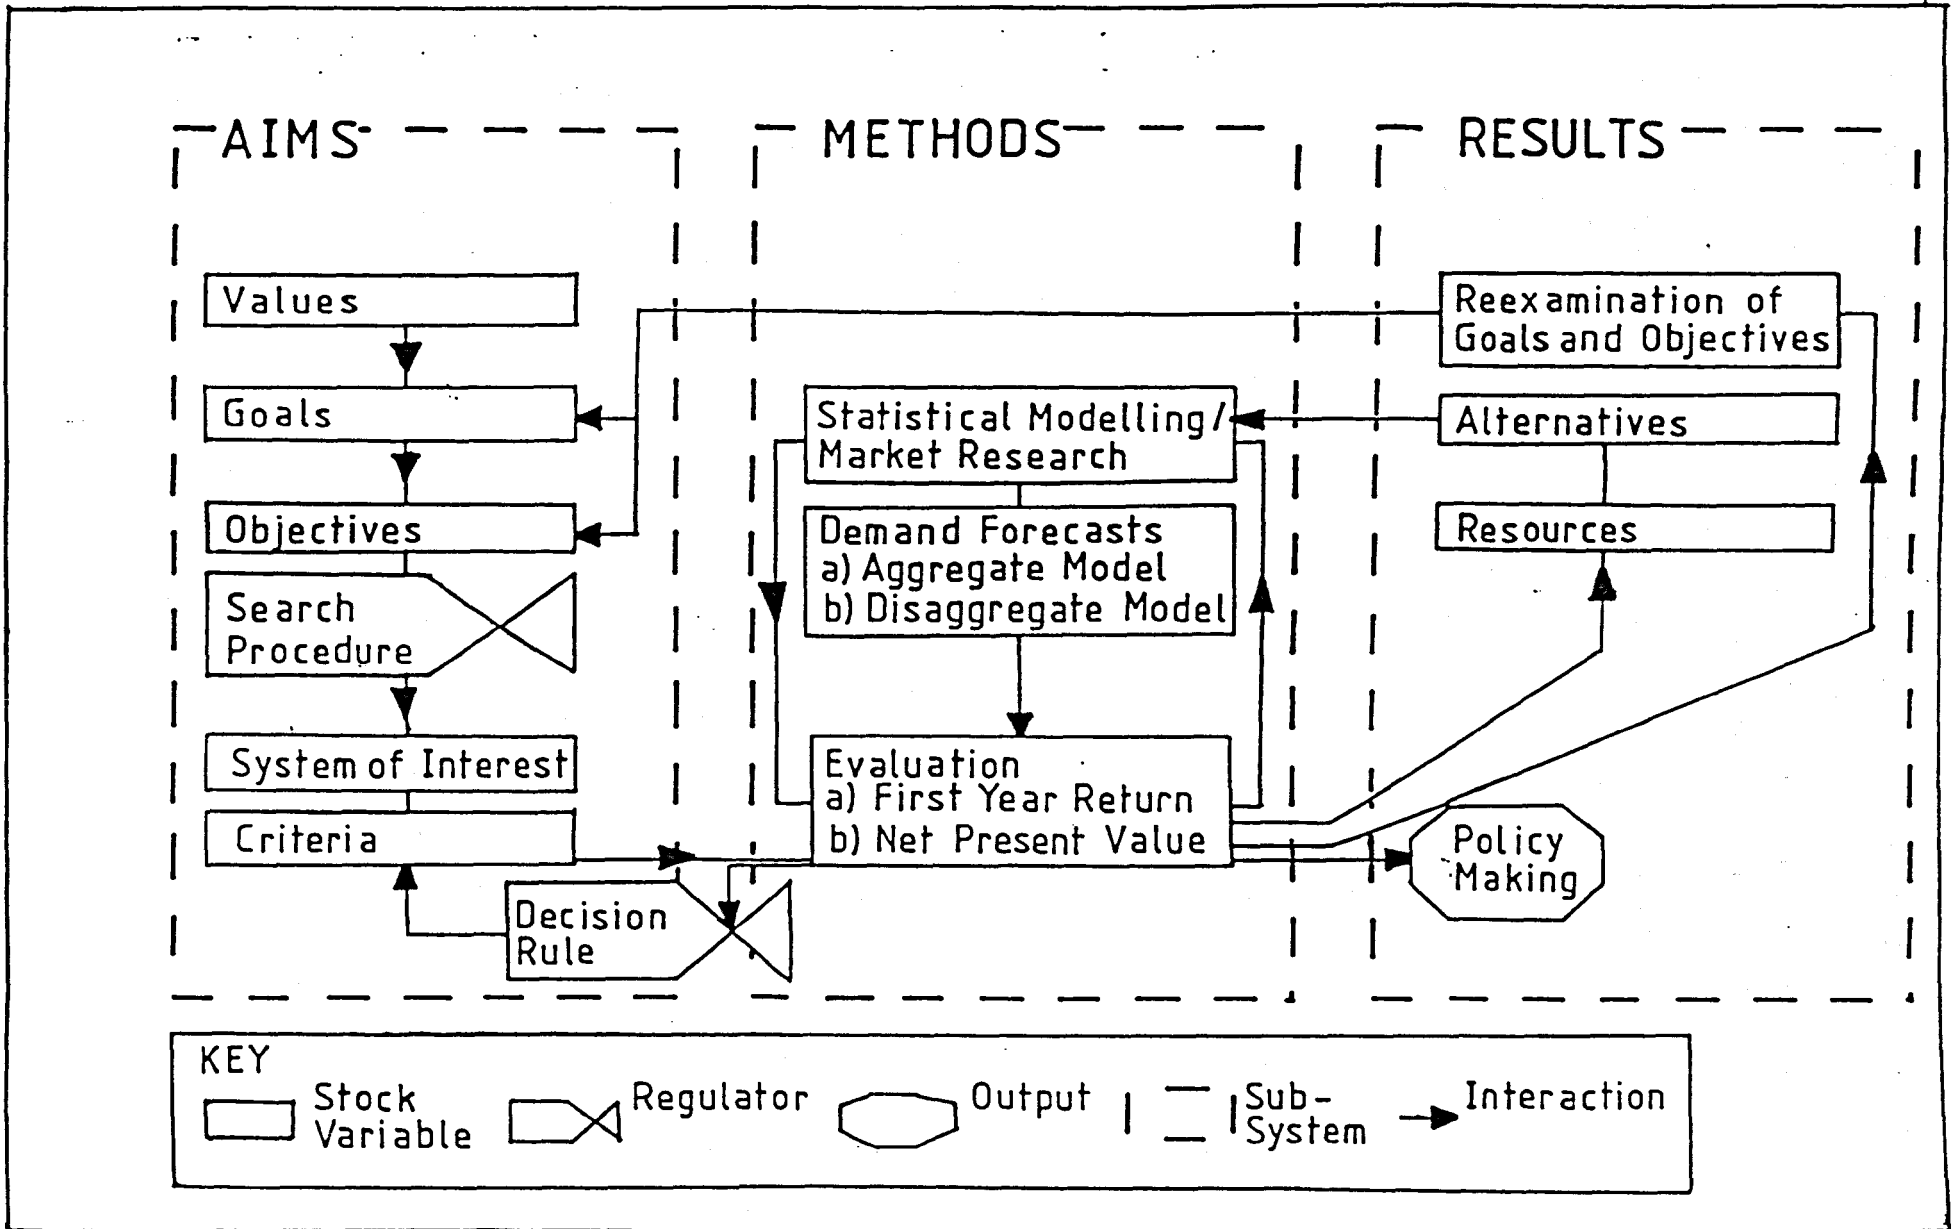 AIMS
Values
Goals
Objectives
Search
Procedure
System of Interest
Criteria
Decision
Rule
METHODS
Statistical Modelling/
Market Research
Demand Forecasts
a) Aggregate Model
b) Disaggregate Model
Evaluation
a) First Year Return
b) Net Present Value
RESULTS
Reexamination of
Goals and Objectives
Alternatives
Resources
Policy
Making
KEY
Stock
Variable
Regulator
Output
Sub-
System
Interaction